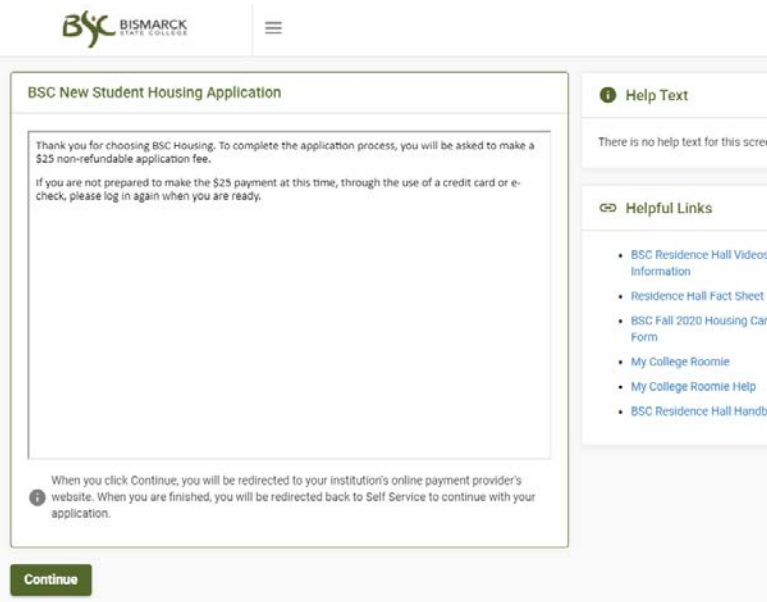 BSC BISMARCK
STATE COLLEGE
BSC New Student Housing Application
Thank you for choosing BSC Housing. To complete the application process, you will be asked to make a
$25 non-refundable application fee.
If you are not prepared to make the $25 payment at this time, through the use of a credit card or e-
check, please log in again when you are ready.
When you click Continue, you will be redirected to your institution's online payment provider's
website. When you are finished, you will be redirected back to Self Service to continue with your
application.
Continue
Help Text
There is no help text for this
Helpful Links
BSC Residence Hall Videos
Information
Residence Hall Fact Sheet
BSC Fall 2020 Housing
Form
My College Roomie
My College Roomie Help
BSC Residence Hall